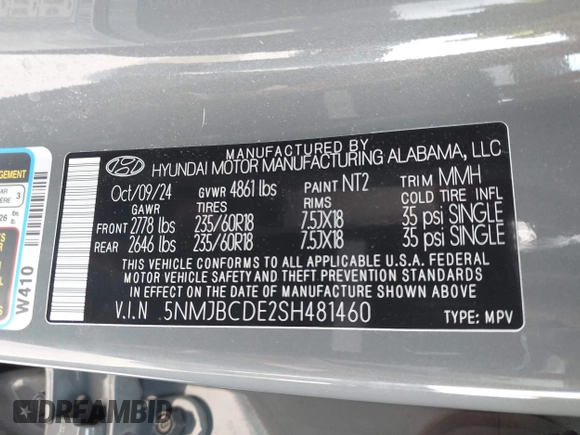 MANUFACTURED BY
HYUNDAI MOTOR MANUFACTURING ALABAMA, LLC
Oct/09/24 GVWR 4861 lbs PAINT NT2 TRIM MMH
GAWR TIRES RIMS COLD TIRE INFL
FRONT 2778 lbs 235/60R18 7.5JX18 35 psi SINGLE
REAR 2646 lbs 235/60R18 7.5JX18 35 psi SINGLE
THIS VEHICLE CONFORMS TO ALL APPLICABLE U.S.A. FEDERAL
MOTOR VEHICLE SAFETY AND THEFT PREVENTION STANDARDS
IN EFFECT ON THE DATE OF MANUFACTURE SHOWN ABOVE.
V.I.N 5NMJBCDE2SH481460 TYPE: MPV
3
26 lb.
W410
DREAMBID